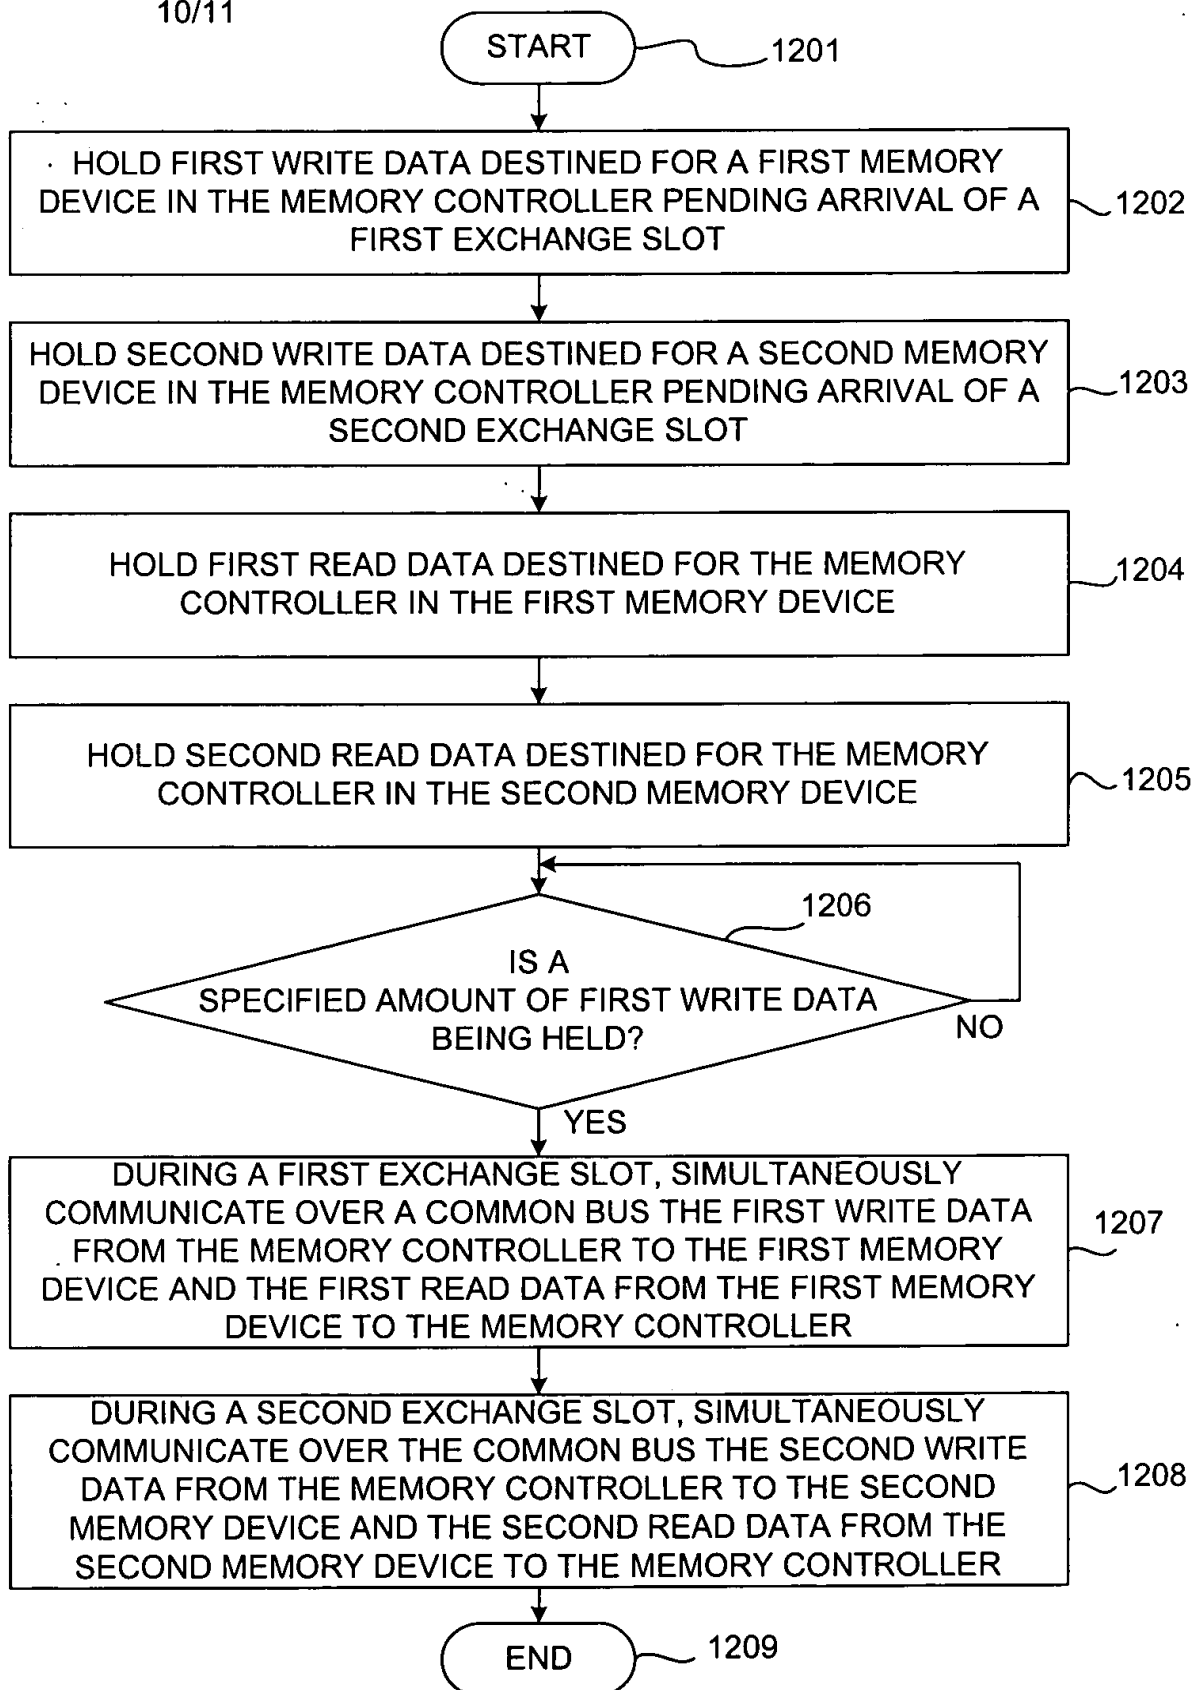 10/11
START
1201
HOLD FIRST WRITE DATA DESTINED FOR A FIRST MEMORY
DEVICE IN THE MEMORY CONTROLLER PENDING ARRIVAL OF A
FIRST EXCHANGE SLOT
1202
HOLD SECOND WRITE DATA DESTINED FOR A SECOND MEMORY
DEVICE IN THE MEMORY CONTROLLER PENDING ARRIVAL OF A
SECOND EXCHANGE SLOT
1203
HOLD FIRST READ DATA DESTINED FOR THE MEMORY
CONTROLLER IN THE FIRST MEMORY DEVICE
1204
HOLD SECOND READ DATA DESTINED FOR THE MEMORY
CONTROLLER IN THE SECOND MEMORY DEVICE
1205
1206
IS A
SPECIFIED AMOUNT OF FIRST WRITE DATA
BEING HELD?
NO
YES
DURING A FIRST EXCHANGE SLOT, SIMULTANEOUSLY
COMMUNICATE OVER A COMMON BUS THE FIRST WRITE DATA
FROM THE MEMORY CONTROLLER TO THE FIRST MEMORY
DEVICE AND THE FIRST READ DATA FROM THE FIRST MEMORY
DEVICE TO THE MEMORY CONTROLLER
1207
DURING A SECOND EXCHANGE SLOT, SIMULTANEOUSLY
COMMUNICATE OVER THE COMMON BUS THE SECOND WRITE
DATA FROM THE MEMORY CONTROLLER TO THE SECOND
MEMORY DEVICE AND THE SECOND READ DATA FROM THE
SECOND MEMORY DEVICE TO THE MEMORY CONTROLLER
1208
END
1209